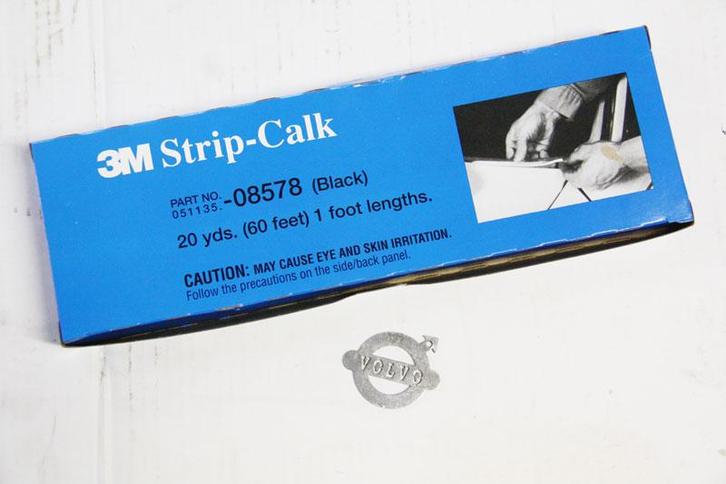 3M Strip-Calk
PART NO.
051135.-08578 (Black)
20 yds. (60 feet) 1 foot lengths.
CAUTION: MAY CAUSE EYE AND SKIN IRRITATION.
Follow the precautions on the side/back panel.
VOLVO